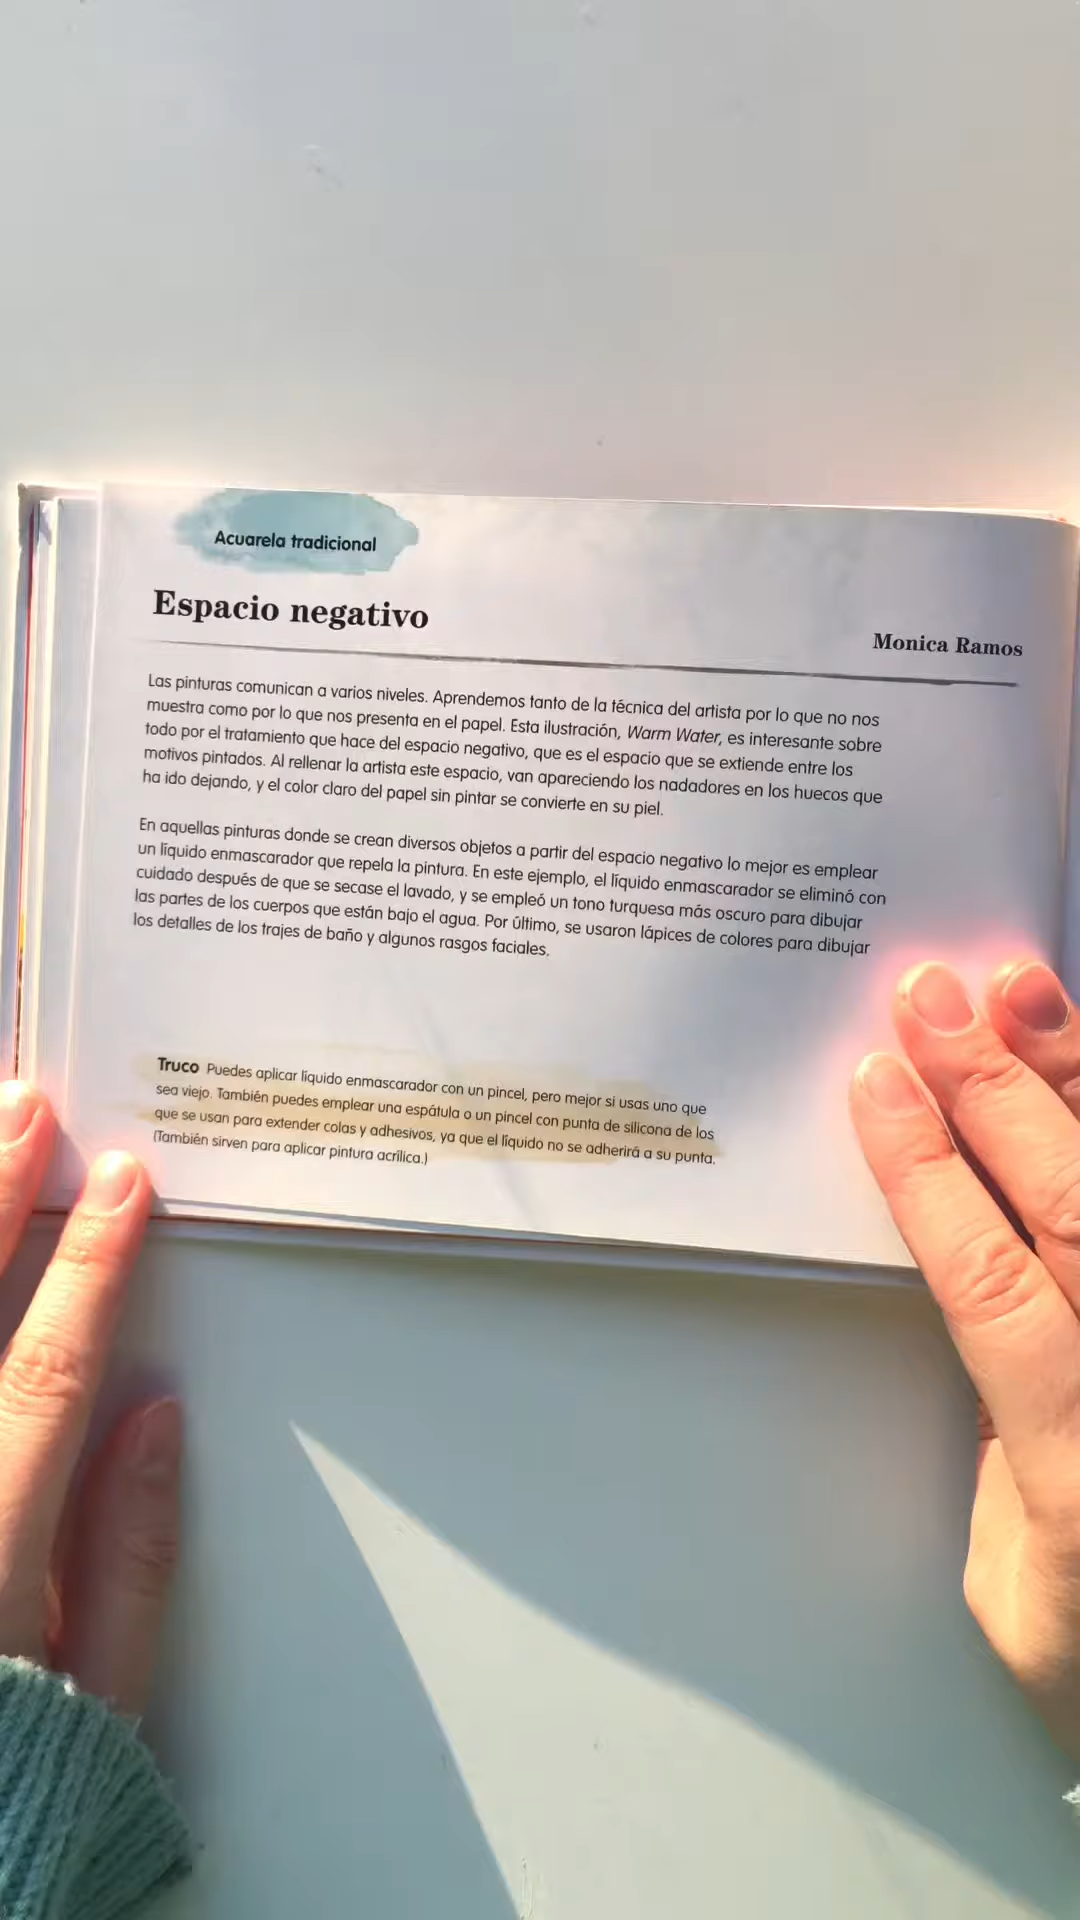 Acuarela tradicional
Espacio negativo
Monica Ramos
Las pinturas comunican a varios niveles. Aprendemos tanto de la técnica del artista por lo que no nos
muestra como por lo que nos presenta en el papel. Esta ilustración, Warm Water, es interesante sobre
todo por el tratamiento que hace del espacio negativo, que es el espacio que se extiende entre los
motivos pintados. Al rellenar la artista este espacio, van apareciendo los nadadores en los huecos que
ha ido dejando, y el color claro del papel sin pintar se convierte en su piel.
En aquellas pinturas donde se crean diversos objetos a partir del espacio negativo lo mejor es emplear
un líquido enmascarador que repela la pintura. En este ejemplo, el líquido enmascarador se eliminó con
cuidado después de que se secase el lavado, y se empleó un tono turquesa más oscuro para dibujar
las partes de los cuerpos que están bajo el agua. Por último, se usaron lápices de colores para dibujar
los detalles de los trajes de baño y algunos rasgos faciales.
Truco Puedes aplicar líquido enmascarador con un pincel, pero mejor si usas uno que
sea viejo. También puedes emplear una espátula o un pincel con punta de silicona de los
que se usan para extender colas y adhesivos, ya que el líquido no se adherirá a su punta.
(También sirven para aplicar pintura acrílica.)